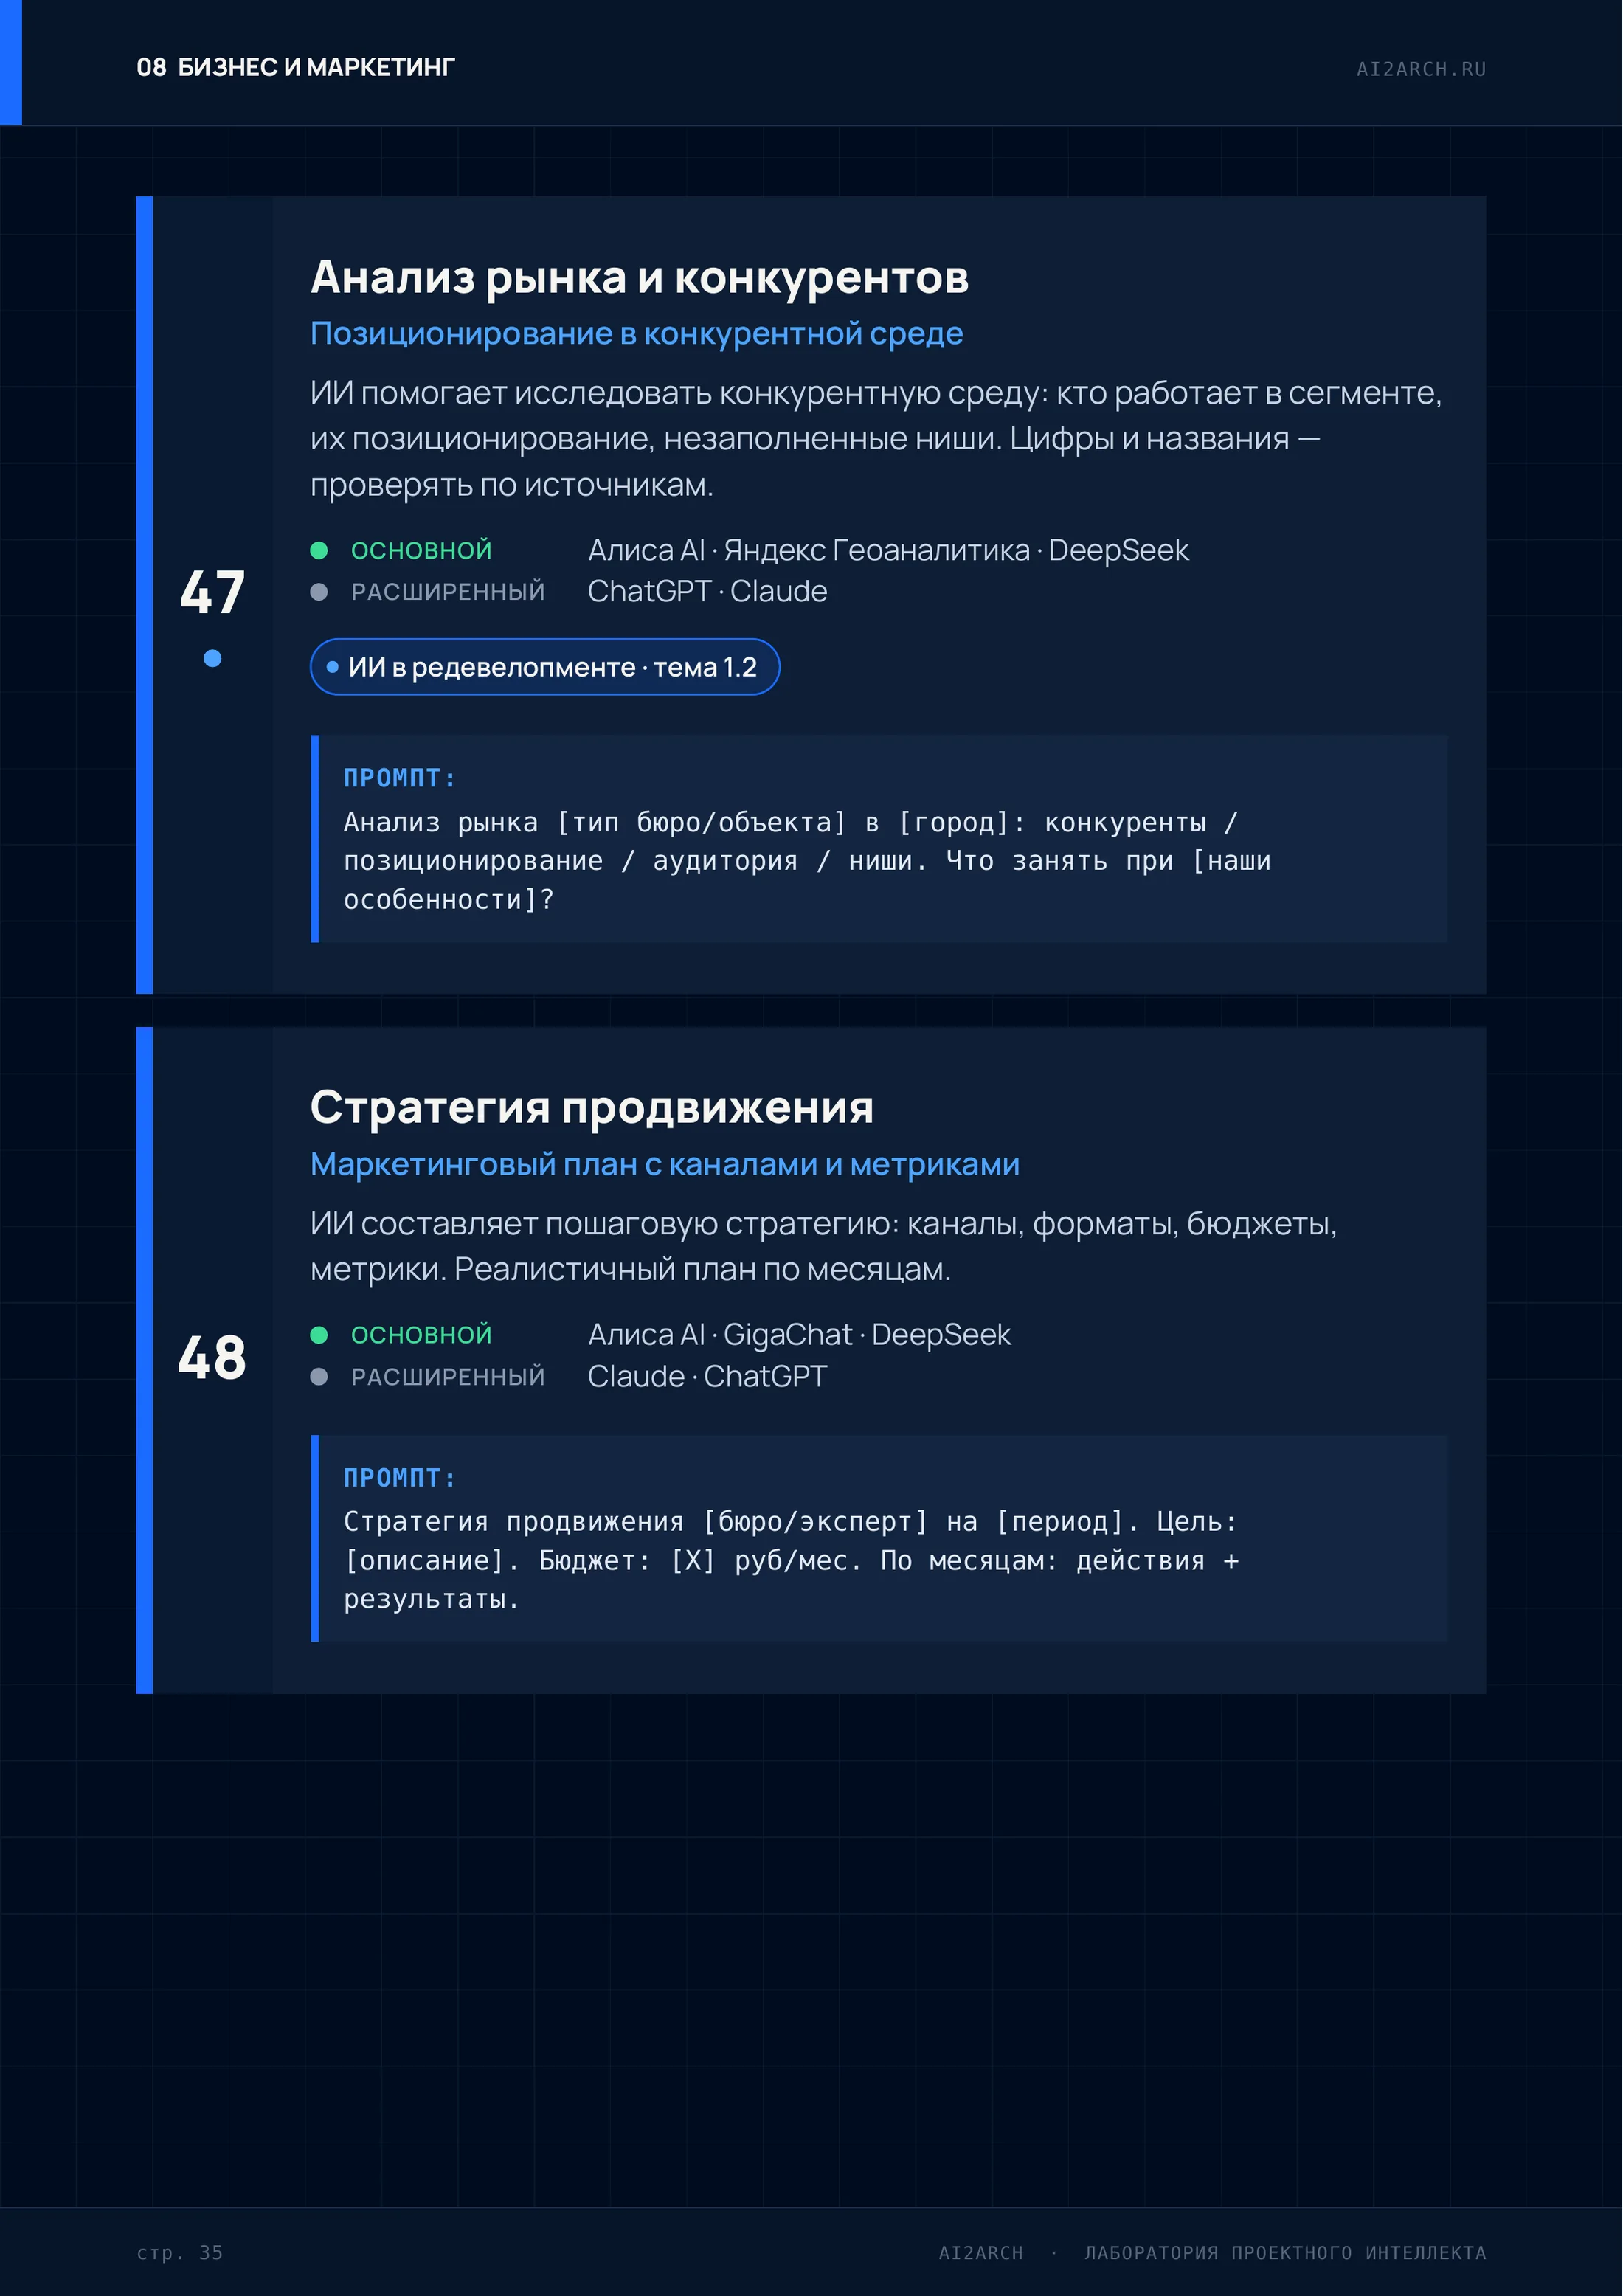 08 БИЗНЕС И МАРКЕТИНГ
AI2ARCH.RU
47
Анализ рынка и конкурентов
Позиционирование в конкурентной среде
ИИ помогает исследовать конкурентную среду: кто работает в сегменте,
их позиционирование, незаполненные ниши. Цифры и названия —
проверять по источникам.
ОСНОВНОЙ Алиса AI · Яндекс Геоаналитика · DeepSeek
РАСШИРЕННЫЙ ChatGPT · Claude
ИИ в редевелопменте · тема 1.2
ПРОМПТ:
Анализ рынка [тип бюро/объекта] в [город]: конкуренты /
позиционирование / аудитория / ниши. Что занять при [наши
особенности]?
48
Стратегия продвижения
Маркетинговый план с каналами и метриками
ИИ составляет пошаговую стратегию: каналы, форматы, бюджеты,
метрики. Реалистичный план по месяцам.
ОСНОВНОЙ Алиса AI · GigaChat · DeepSeek
РАСШИРЕННЫЙ Claude · ChatGPT
ПРОМПТ:
Стратегия продвижения [бюро/эксперт] на [период]. Цель:
[описание]. Бюджет: [X] руб/мес. По месяцам: действия +
результаты.
стр. 35
AI2ARCH · ЛАБОРАТОРИЯ ПРОЕКТНОГО ИНТЕЛЛЕКТА